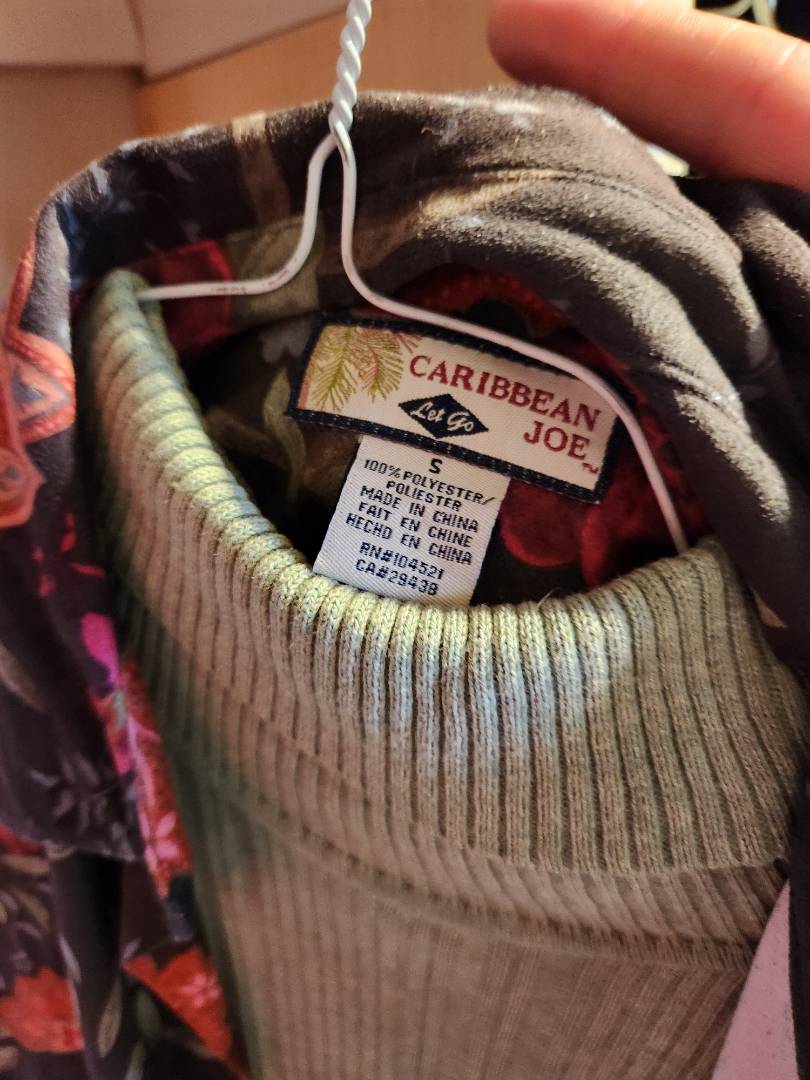 CARIBBEAN
JOE™
Let Go
S
100% POLYESTER/
POLIESTER
MADE IN CHINA
FAIT EN CHINE
HECHO EN CHINA
RN#104521
CA#29438